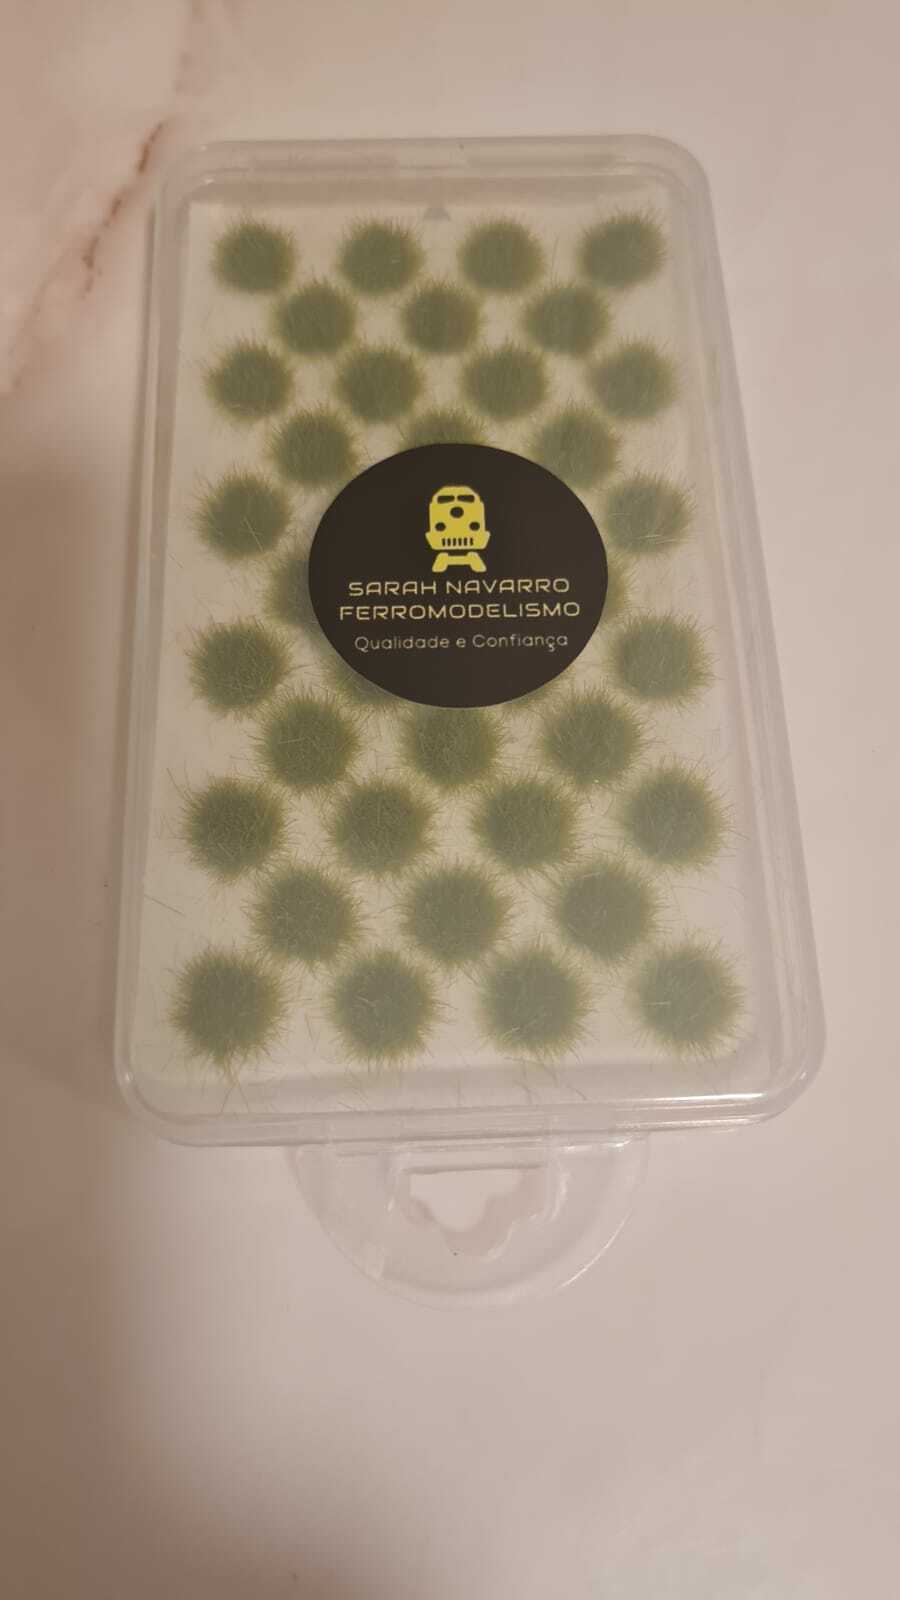 SARAH NAVARRO
FERROMODELISMO
Qualidade e Confiança